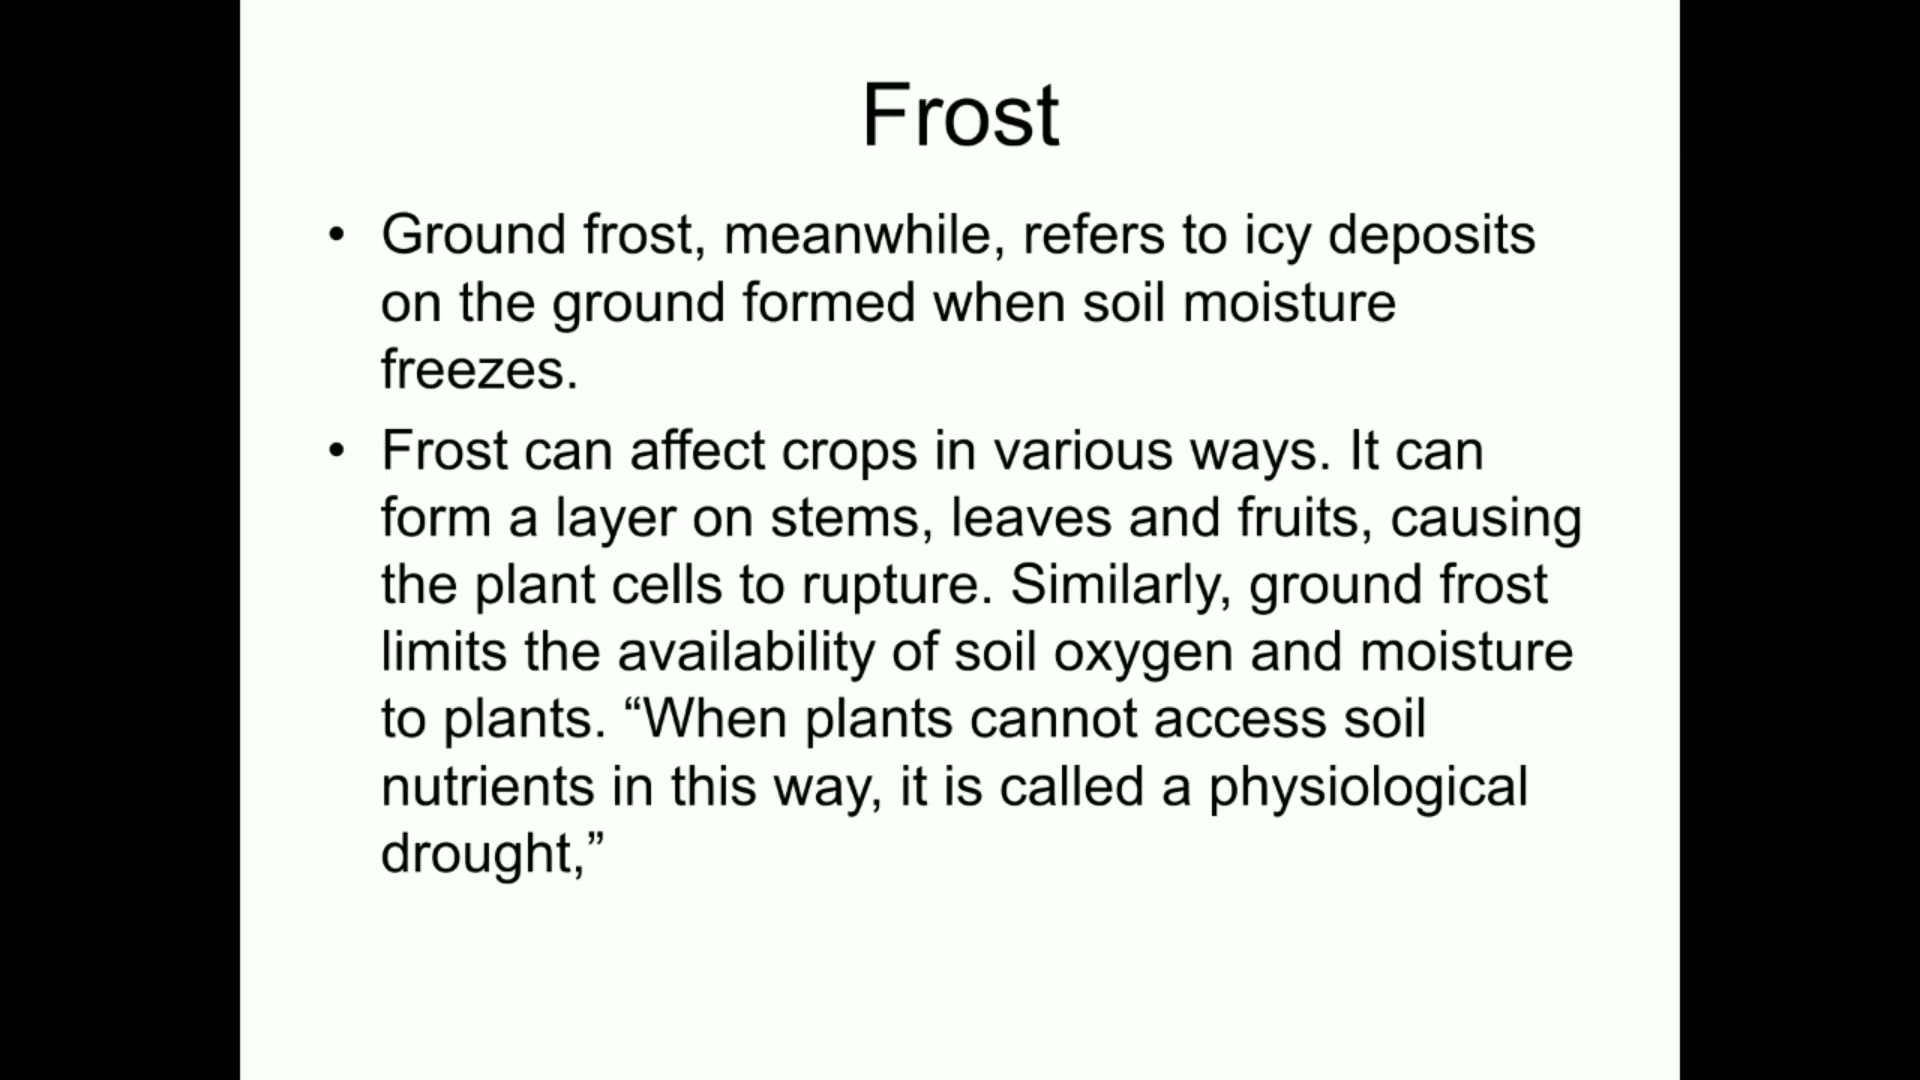 Frost
• Ground frost, meanwhile, refers to icy deposits
on the ground formed when soil moisture
freezes.
• Frost can affect crops in various ways. It can
form a layer on stems, leaves and fruits, causing
the plant cells to rupture. Similarly, ground frost
limits the availability of soil oxygen and moisture
to plants. “When plants cannot access soil
nutrients in this way, it is called a physiological
drought,”